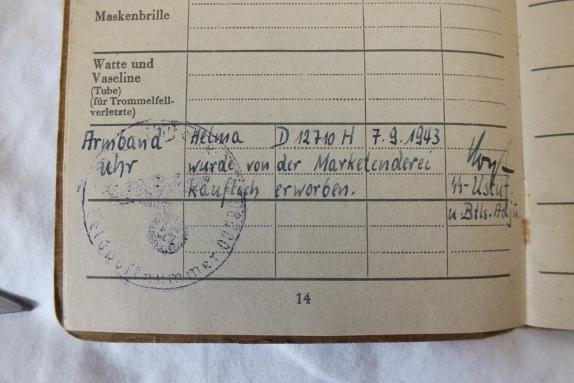 Maskenbrille
Watte und
Vaseline
(Tube)
(für Trommelfell-
verletzte)
Armband Helma D 12710 H 7.9.1943
Uhr wurde von der Marketenderei
käuflich erworben.
SS-Ustuf.
u. Btls. Adj.
Feldpostnummer
14